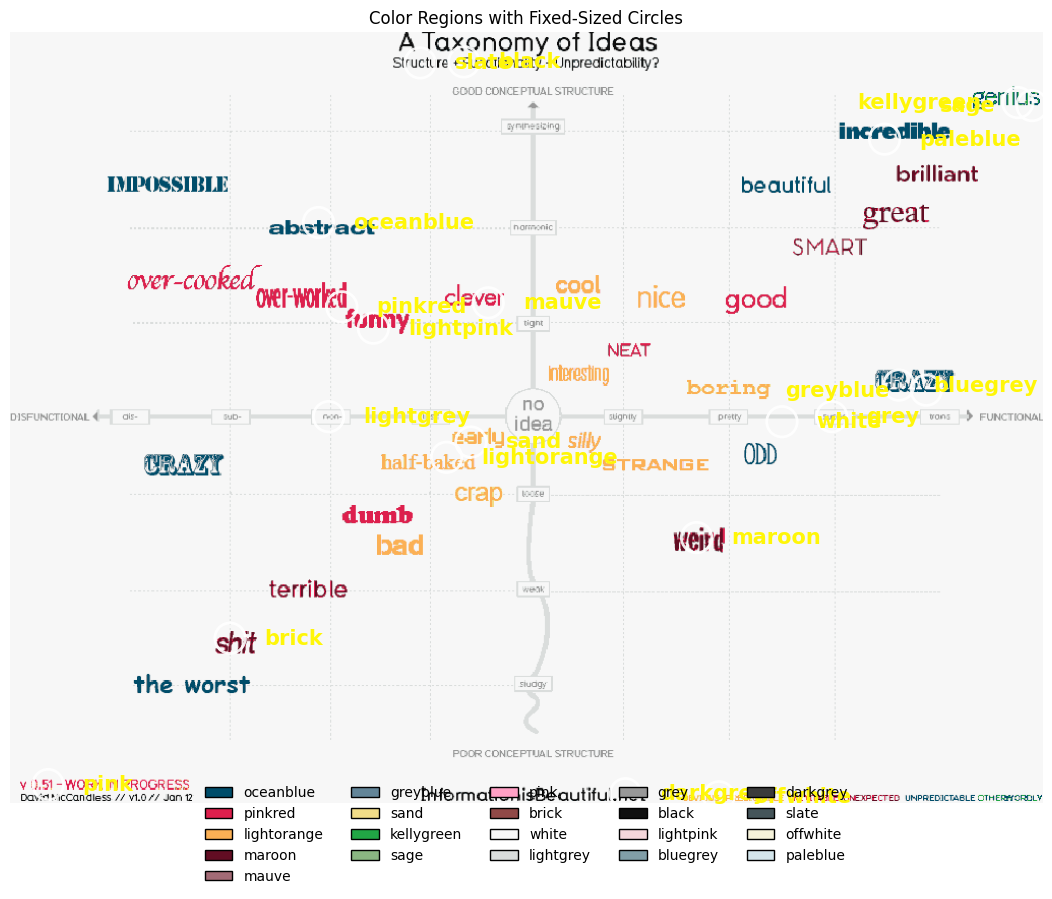 Color Regions with Fixed-Sized Circles
A Taxonomy of Ideas
Structure + Functionality + Unpredictability?
slate
black
GOOD CONCEPTUAL STRUCTURE
genius
kellygreen
sage
synthesising
incredible
paleblue
brilliant
IMPOSSIBLE
beautiful
great
abstract
oceanblue
harmonic
SMART
over-cooked
over-worked
clever
cool
nice
good
pinkred
mauve
funny
lightpink
tight
NEAT
interesting
CRAZY
boring
greyblue
bluegrey
DISFUNCTIONAL
dis-
sub-
non-
lightgrey
no
idea
slightly
pretty
white
grey
trans
FUNCTIONAL
early
sand
silly
half-baked
lightorange
STRANGE
ODD
CRAZY
crap
loose
dumb
bad
weird
maroon
terrible
weak
shit
brick
the worst
sludgy
POOR CONCEPTUAL STRUCTURE
v 0.51 - WORK IN PROGRESS
pink
David McCandless // v1.0 // Jan 12
InformationisBeautiful.net
UNEXPECTED UNPREDICTABLE OTHERWORLDLY
oceanblue greyblue pink grey darkgrey
pinkred sand brick black slate
lightorange kellygreen white lightpink offwhite
maroon sage lightgrey bluegrey paleblue
mauve